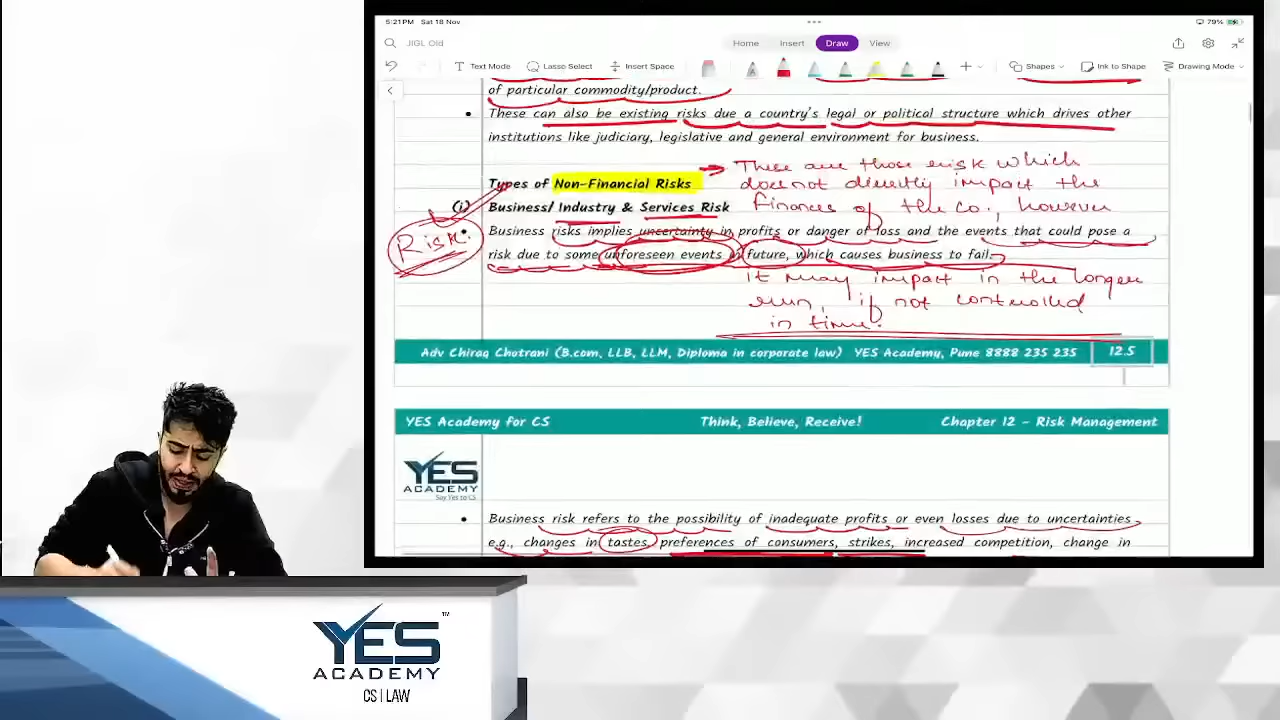 5:21 PM Sat 18 Nov
79%
JIGL Old
Home Insert Draw View
Text Mode Lasse Select Insert Space Shapes Ink to Shape Drawing Mode
of particular commodity/product.
• These can also be existing risks due a country's legal or political structure which drives other
institutions like judiciary, legislative and general environment for business.
Types of Non-Financial Risks
→ These are those risk which
does not directly impact the
finances of the Co., however
(i) Business/ Industry & Services Risk
Risk.
• Business risks implies uncertainty in profits or danger of loss and the events that could pose a
risk due to some unforeseen events in future, which causes business to fail.
it may impact in the longer
run, if not controlled
in time.
Adv Chirag Chotrani (B.com, LLB, LLM, Diploma in corporate law) YES Academy, Pune 8888 235 235 12.5
YES Academy for CS Think, Believe, Receive! Chapter 12 - Risk Management
YES
ACADEMY
Say Yes to CS
• Business risk refers to the possibility of inadequate profits or even losses due to uncertainties
e.g., changes in tastes, preferences of consumers, strikes, increased competition, change in
YES™
ACADEMY
CS | LAW